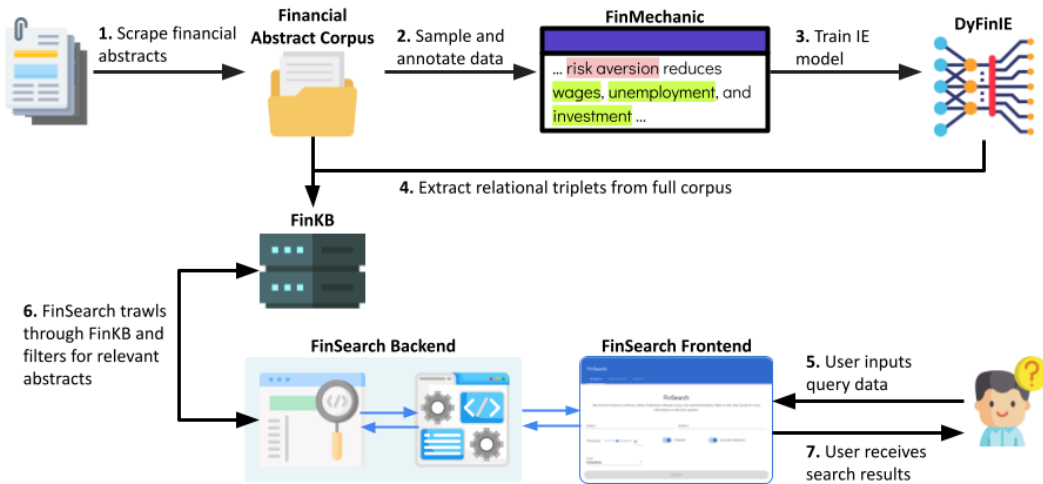 1. Scrape financial
abstracts
Financial
Abstract Corpus
2. Sample and
annotate data
FinMechanic
... risk aversion reduces
wages, unemployment, and
investment ...
3. Train IE
model
DyFinIE
4. Extract relational triplets from full corpus
FinKB
6. FinSearch trawls
through FinKB and
filters for relevant
abstracts
FinSearch Backend
</>
</>
FinSearch Frontend
FinSearch
FinSearch
5. User inputs
query data
?
7. User receives
search results